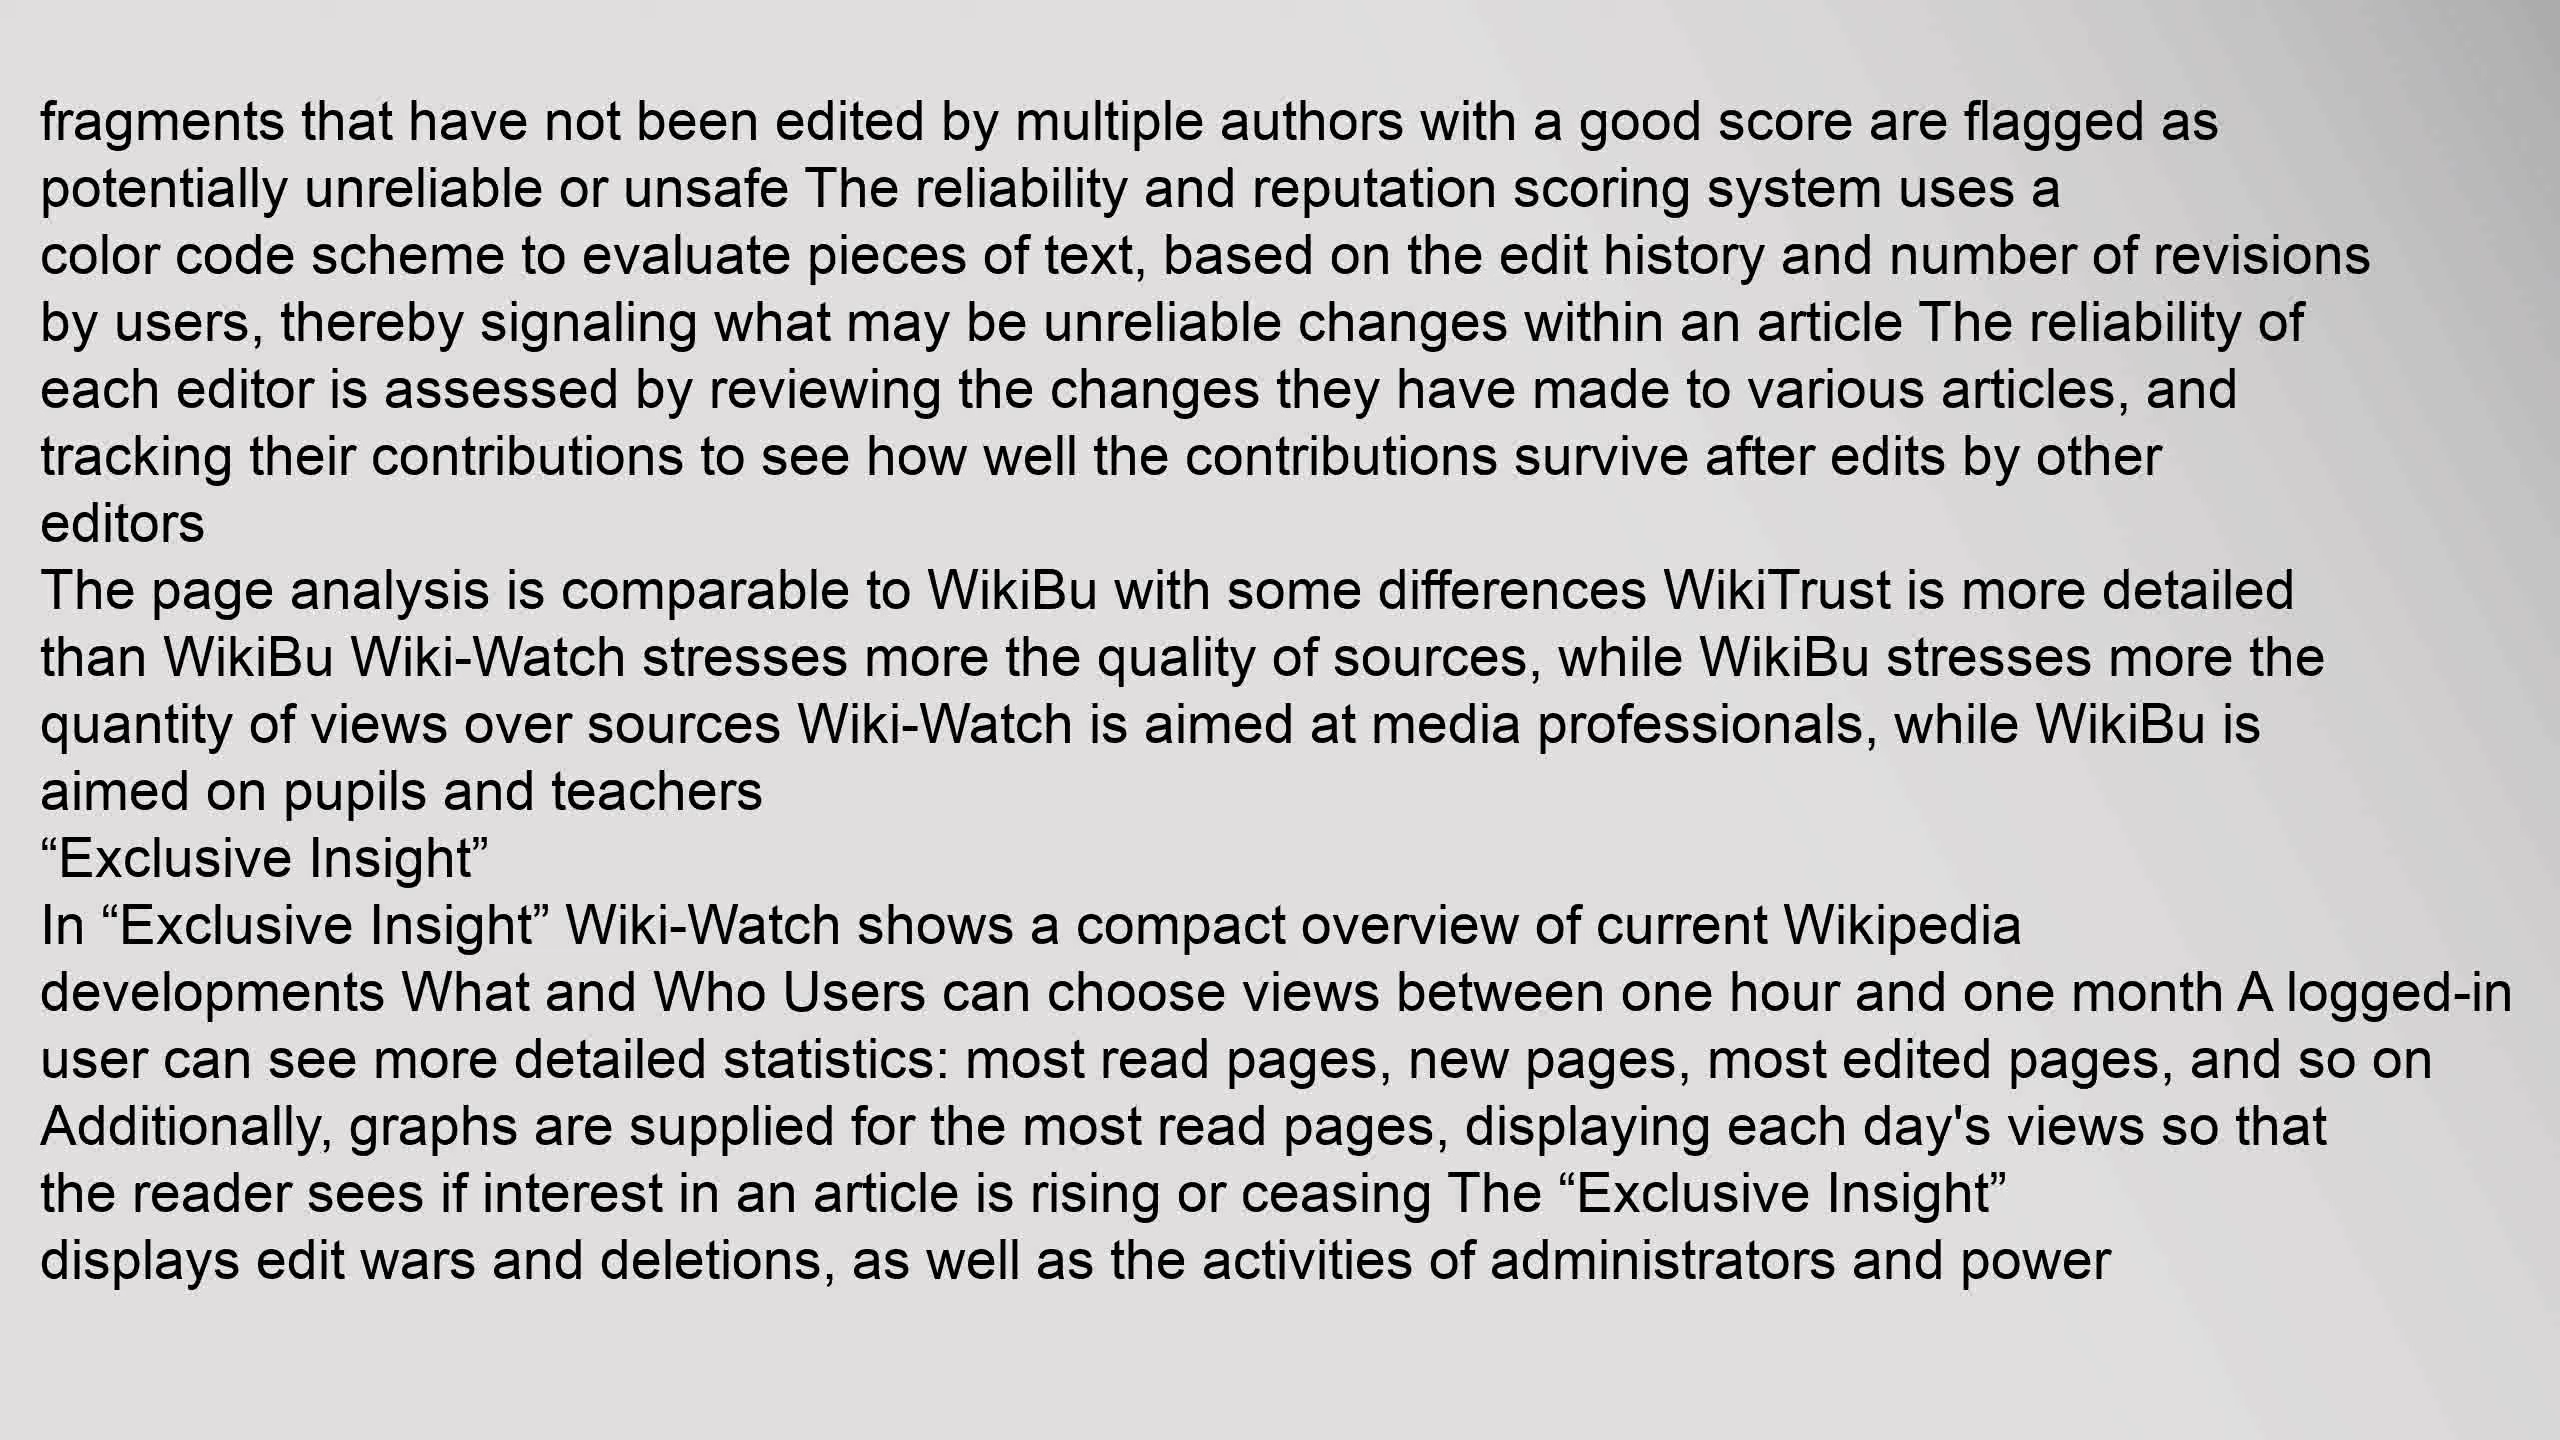 fragments that have not been edited by multiple authors with a good score are flagged as
potentially unreliable or unsafe The reliability and reputation scoring system uses a
color code scheme to evaluate pieces of text, based on the edit history and number of revisions
by users, thereby signaling what may be unreliable changes within an article The reliability of
each editor is assessed by reviewing the changes they have made to various articles, and
tracking their contributions to see how well the contributions survive after edits by other
editors
The page analysis is comparable to WikiBu with some differences WikiTrust is more detailed
than WikiBu Wiki-Watch stresses more the quality of sources, while WikiBu stresses more the
quantity of views over sources Wiki-Watch is aimed at media professionals, while WikiBu is
aimed on pupils and teachers
“Exclusive Insight”
In “Exclusive Insight” Wiki-Watch shows a compact overview of current Wikipedia
developments What and Who Users can choose views between one hour and one month A logged-in
user can see more detailed statistics: most read pages, new pages, most edited pages, and so on
Additionally, graphs are supplied for the most read pages, displaying each day's views so that
the reader sees if interest in an article is rising or ceasing The “Exclusive Insight”
displays edit wars and deletions, as well as the activities of administrators and power